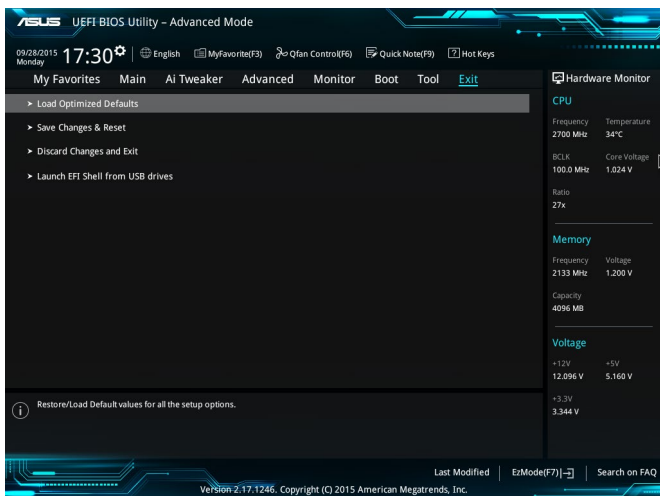 ASUS UEFI BIOS Utility – Advanced Mode
09/28/2015
Monday
17:30
English
MyFavorite(F3)
Qfan Control(F6)
Quick Note(F9)
? Hot Keys
My Favorites Main Ai Tweaker Advanced Monitor Boot Tool Exit
> Load Optimized Defaults
> Save Changes & Reset
> Discard Changes and Exit
> Launch EFI Shell from USB drives
i Restore/Load Default values for all the setup options.
Hardware Monitor
CPU
Frequency Temperature
2700 MHz 34°C
BCLK Core Voltage
100.0 MHz 1.024 V
Ratio
27x
Memory
Frequency Voltage
2133 MHz 1.200 V
Capacity
4096 MB
Voltage
+12V +5V
12.096 V 5.160 V
+3.3V
3.344 V
Last Modified EzMode(F7) Search on FAQ
Version 2.17.1246. Copyright (C) 2015 American Megatrends, Inc.